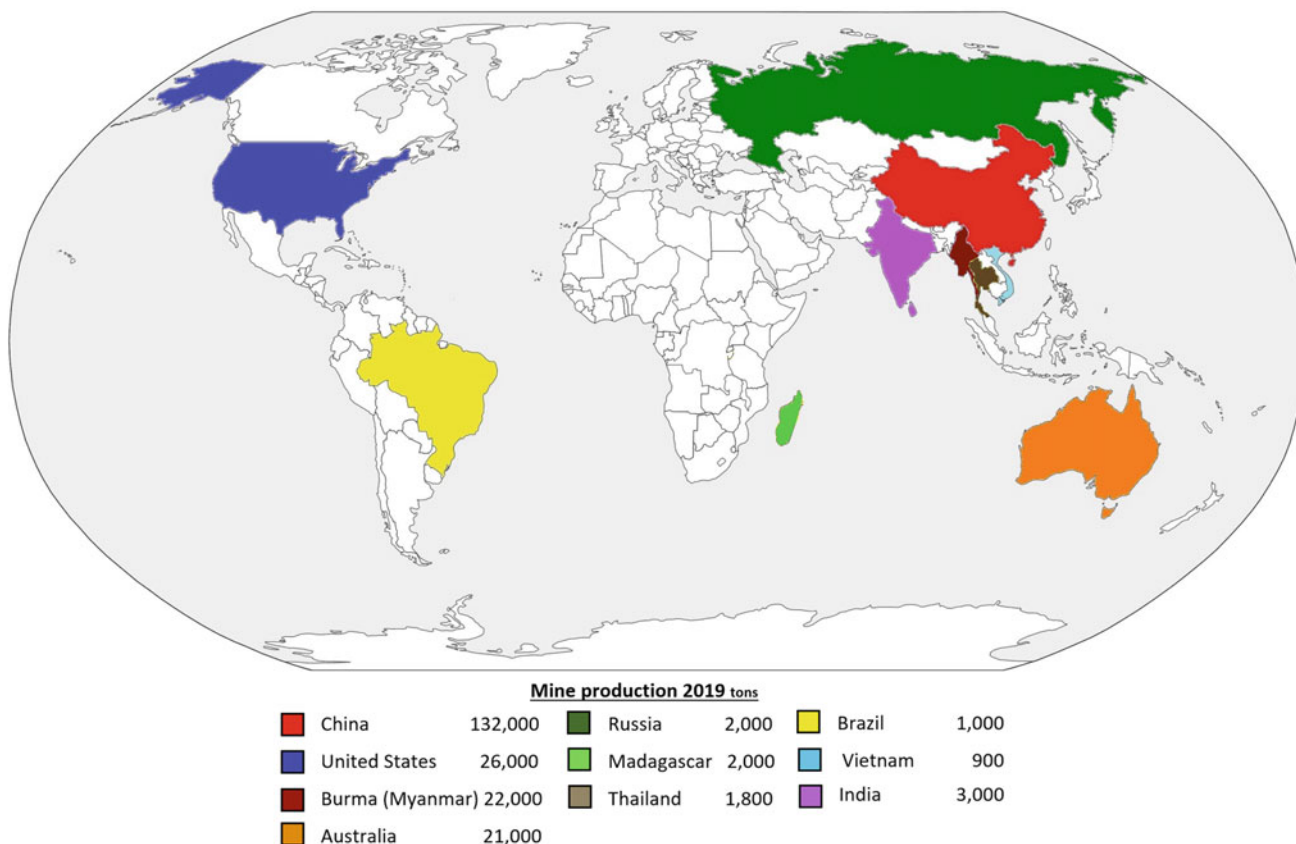 Mine production 2019 tons
China 132,000 Russia 2,000 Brazil 1,000
United States 26,000 Madagascar 2,000 Vietnam 900
Burma (Myanmar) 22,000 Thailand 1,800 India 3,000
Australia 21,000